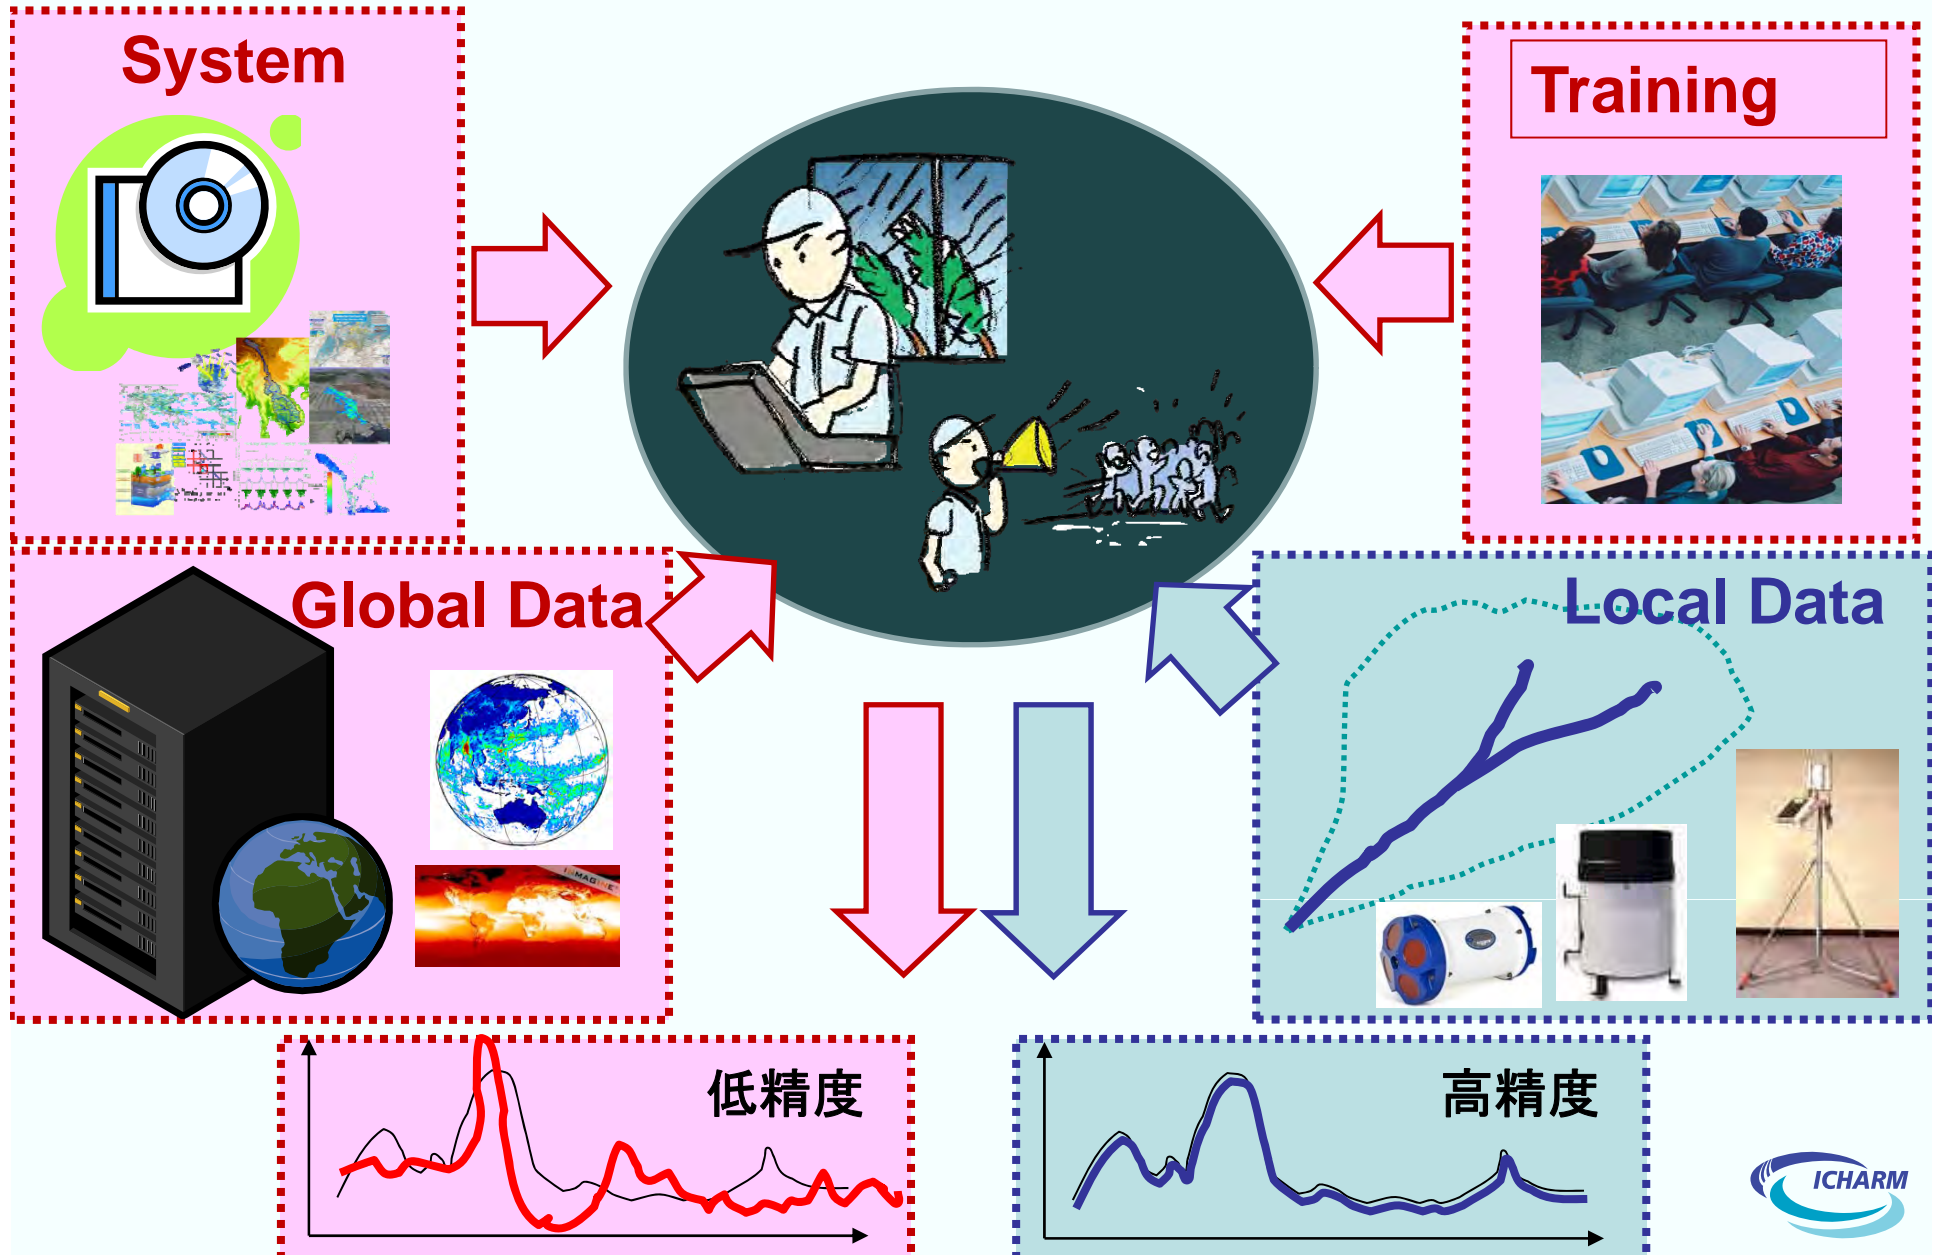 System
Training
Global Data
Local Data
低精度
高精度
ICHARM